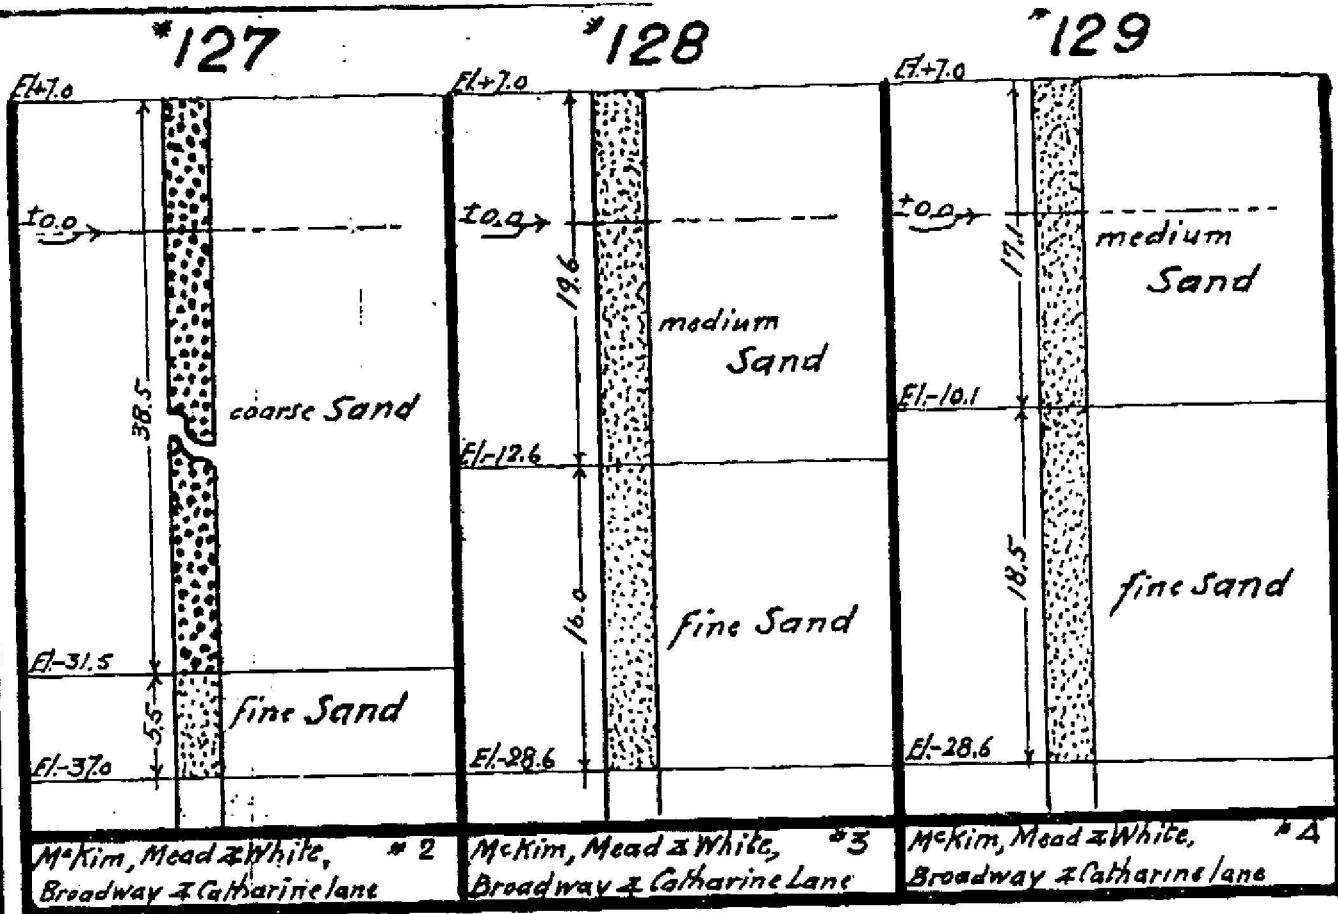 #127
El.+7.0
±0.0
38.5
coarse Sand
El.-31.5
5.5
fine Sand
El.-37.0
McKim, Mead & White, #2
Broadway & Catharine lane
#128
El.+7.0
±0.0
19.6
medium
Sand
El.-12.6
16.0
fine Sand
El.-28.6
McKim, Mead & White, #3
Broadway & Catharine Lane
#129
El.+7.0
±0.0
17.1
medium
Sand
El.-10.1
18.5
fine Sand
El.-28.6
McKim, Mead & White, #4
Broadway & Catharine lane